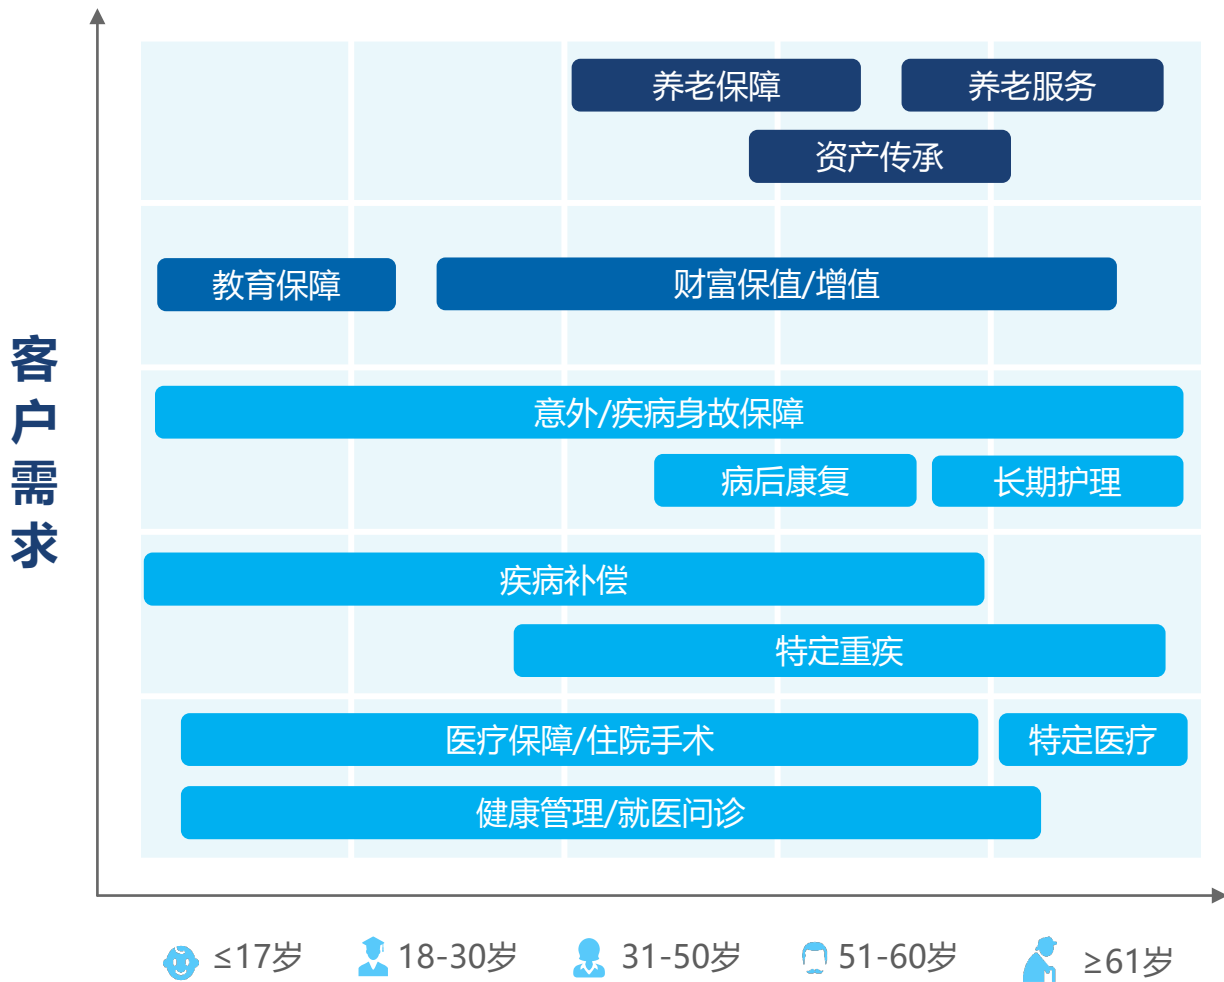 养老保障
养老服务
资产传承
教育保障
财富保值/增值
客户需求
意外/疾病身故保障
病后康复
长期护理
疾病补偿
特定重疾
医疗保障/住院手术
特定医疗
健康管理/就医问诊
≤17岁
18-30岁
31-50岁
51-60岁
≥61岁